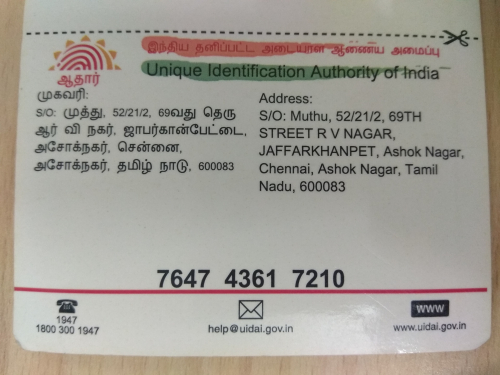 இந்திய தனிப்பட்ட அடையாள ஆணைய அமைப்பு
Unique Identification Authority of India
ஆதார்
முகவரி:
S/O: முத்து, 52/21/2, 69வது தெரு
ஆர் வி நகர், ஜாபர்கான்பேட்டை,
அசோக்நகர், சென்னை,
அசோக்நகர், தமிழ் நாடு, 600083
Address:
S/O: Muthu, 52/21/2, 69TH
STREET R V NAGAR,
JAFFARKHANPET, Ashok Nagar,
Chennai, Ashok Nagar, Tamil
Nadu, 600083
7647 4361 7210
1947
1800 300 1947
help@uidai.gov.in
www
www.uidai.gov.in